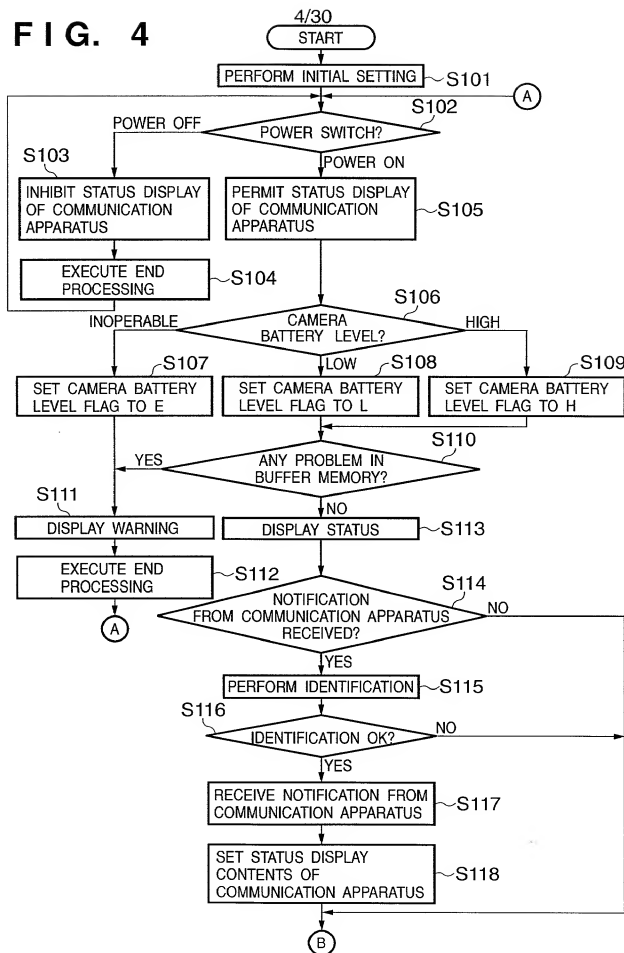 FIG. 4
4/30
START
PERFORM INITIAL SETTING
S101
A
S102
POWER OFF
POWER SWITCH?
S103
POWER ON
INHIBIT STATUS DISPLAY
OF COMMUNICATION
APPARATUS
PERMIT STATUS DISPLAY
OF COMMUNICATION
APPARATUS
S105
EXECUTE END
PROCESSING
S104
S106
INOPERABLE
CAMERA
BATTERY LEVEL?
HIGH
S107
LOW
S108
S109
SET CAMERA BATTERY
LEVEL FLAG TO E
SET CAMERA BATTERY
LEVEL FLAG TO L
SET CAMERA BATTERY
LEVEL FLAG TO H
S110
YES
ANY PROBLEM IN
BUFFER MEMORY?
S111
NO
DISPLAY WARNING
DISPLAY STATUS
S113
EXECUTE END
PROCESSING
S112
S114
A
NOTIFICATION
FROM COMMUNICATION APPARATUS
RECEIVED?
NO
YES
PERFORM IDENTIFICATION
S115
S116
IDENTIFICATION OK?
NO
YES
RECEIVE NOTIFICATION FROM
COMMUNICATION APPARATUS
S117
SET STATUS DISPLAY
CONTENTS OF
COMMUNICATION APPARATUS
S118
B